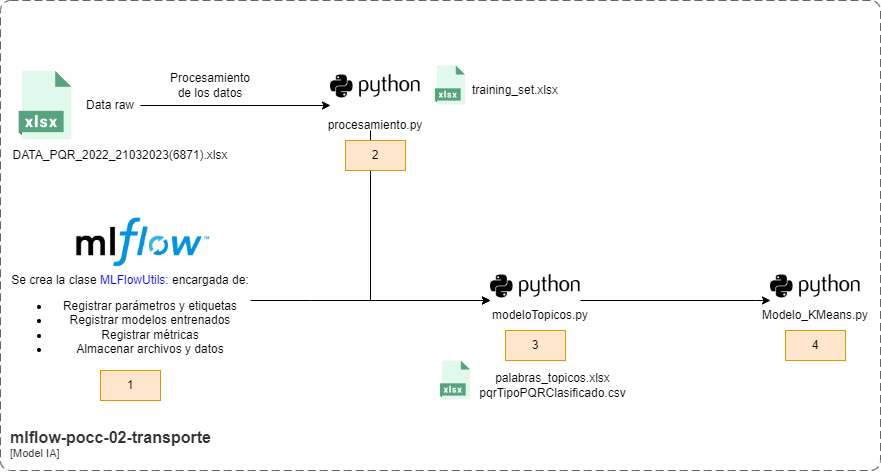 Procesamiento
de los datos
Data raw
xlsx
python
xlsx
training_set.xlsx
procesamiento.py
DATA_PQR_2022_21032023(6871).xlsx
2
mlflow™
Se crea la clase MLFlowUtils: encargada de:
• Registrar parámetros y etiquetas
• Registrar modelos entrenados
• Registrar métricas
• Almacenar archivos y datos
1
python
modeloTopicos.py
3
xlsx
palabras_topicos.xlsx
pqrTipoPQRClasificado.csv
python
Modelo_KMeans.py
4
mlflow-pocc-02-transporte
[Model IA]